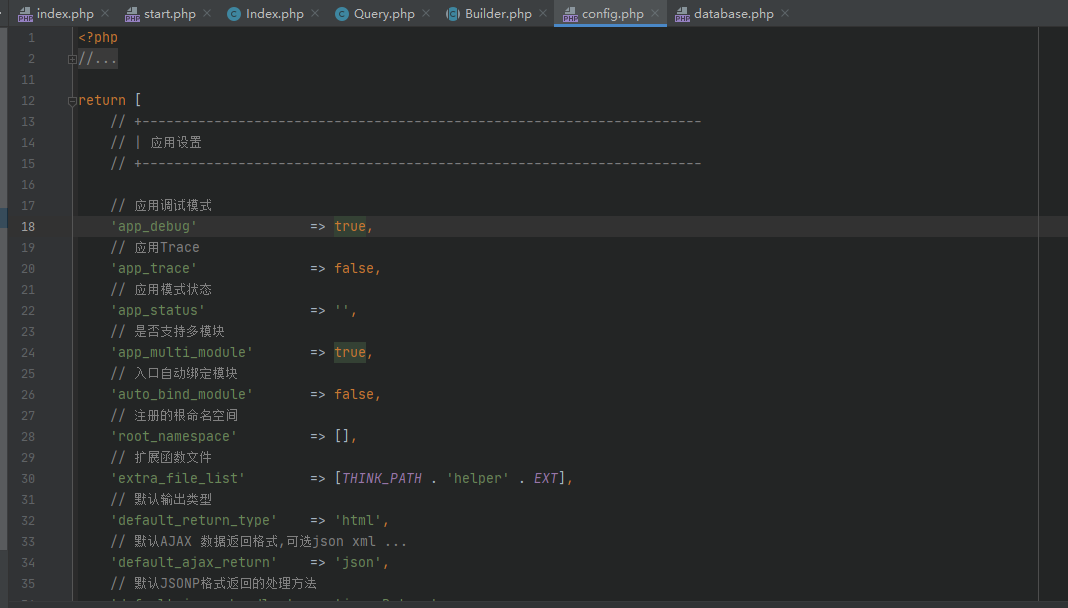 index.php start.php Index.php Query.php Builder.php config.php database.php
1 <?php
2 //...
11
12 return [
13 // +----------------------------------------------------------------------
14 // | 应用设置
15 // +----------------------------------------------------------------------
16
17 // 应用调试模式
18 'app_debug' => true,
19 // 应用Trace
20 'app_trace' => false,
21 // 应用模式状态
22 'app_status' => '',
23 // 是否支持多模块
24 'app_multi_module' => true,
25 // 入口自动绑定模块
26 'auto_bind_module' => false,
27 // 注册的根命名空间
28 'root_namespace' => [],
29 // 扩展函数文件
30 'extra_file_list' => [THINK_PATH . 'helper' . EXT],
31 // 默认输出类型
32 'default_return_type' => 'html',
33 // 默认AJAX 数据返回格式,可选json xml ...
34 'default_ajax_return' => 'json',
35 // 默认JSONP格式返回的处理方法